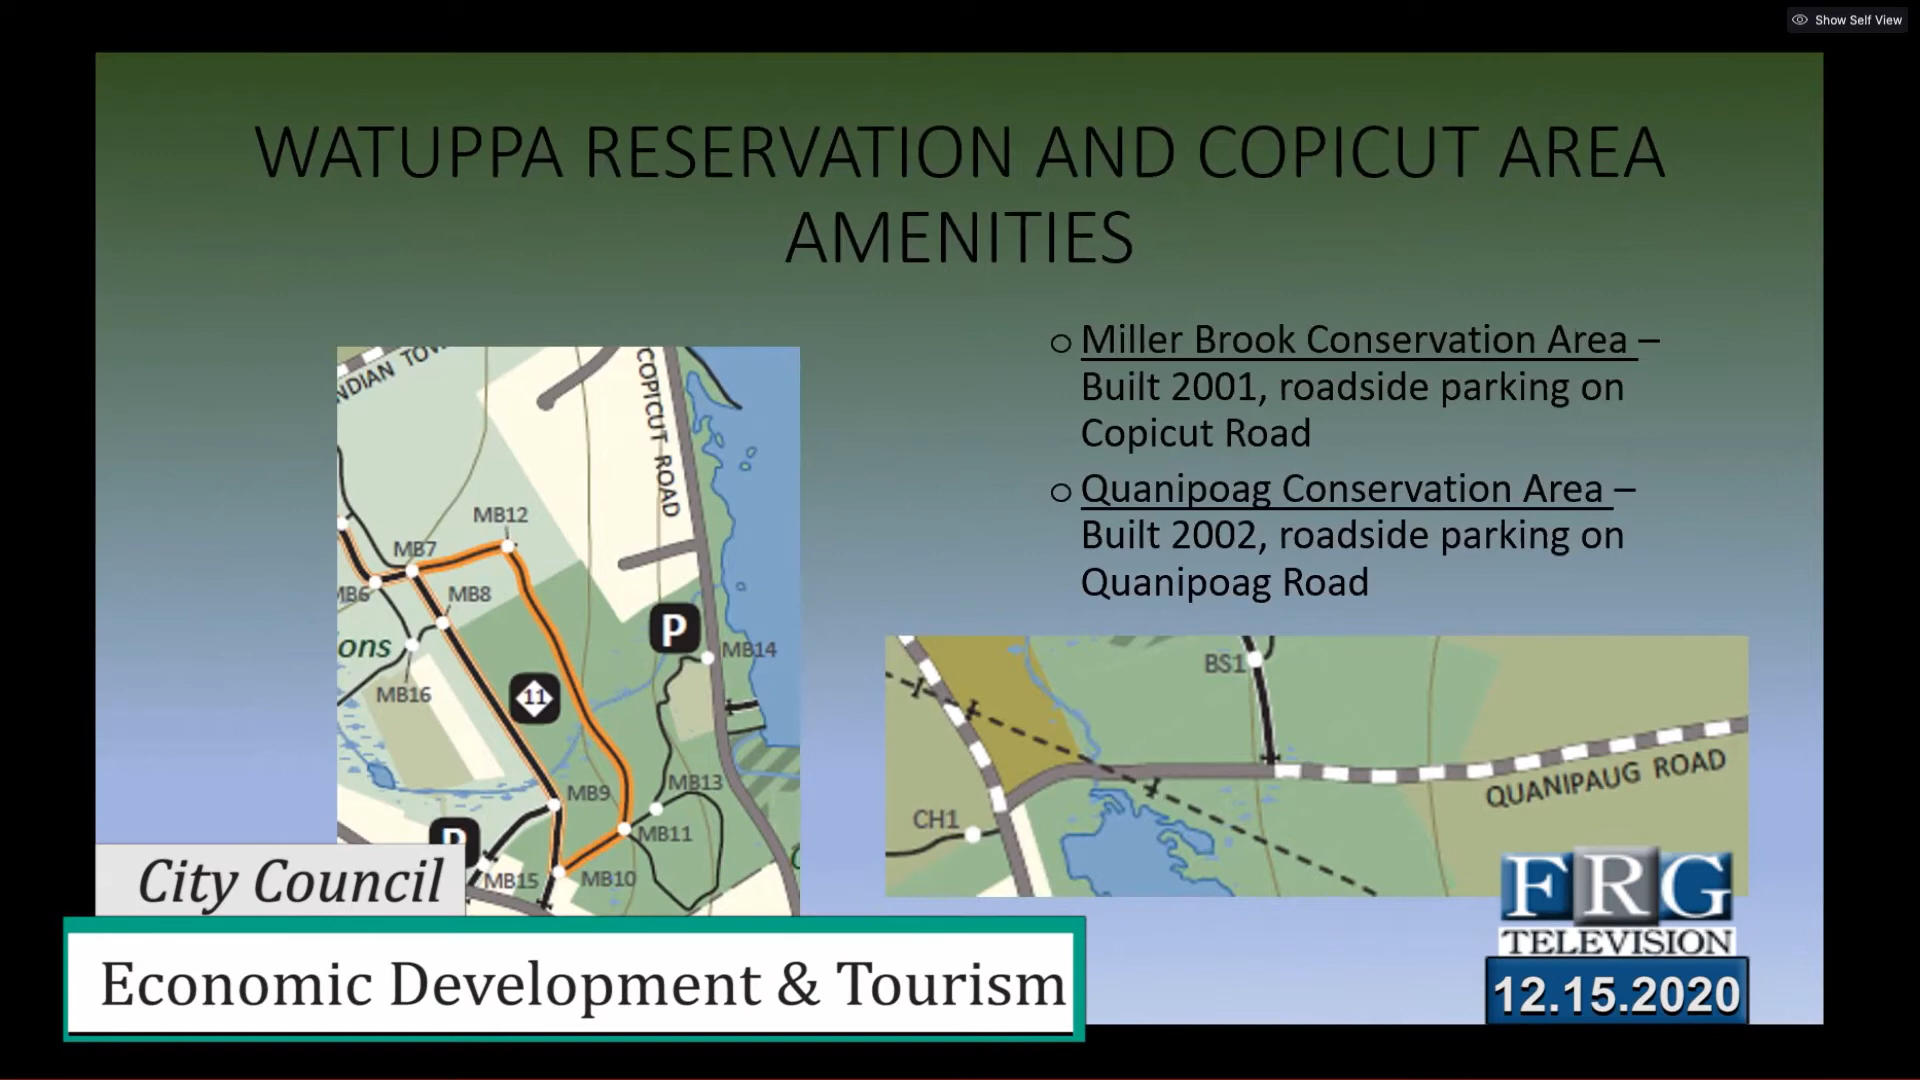 Show Self View
WATUPPA RESERVATION AND COPICUT AREA
AMENITIES
o Miller Brook Conservation Area –
Built 2001, roadside parking on
Copicut Road
o Quanipoag Conservation Area –
Built 2002, roadside parking on
Quanipoag Road
COPICUT ROAD
MB12
MB7
MB8
ons
P
MB14
MB16
11
MB13
MB9
MB11
MB15
MB10
BS1
QUANIPAUG ROAD
CH1
City Council
Economic Development & Tourism
FRG
TELEVISION
12.15.2020